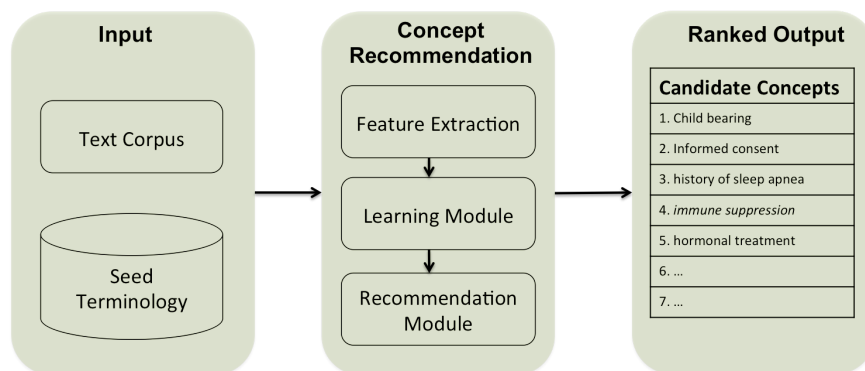 Input
Text Corpus
Seed
Terminology
Concept
Recommendation
Feature Extraction
Learning Module
Recommendation
Module
Ranked Output
Candidate Concepts
1. Child bearing
2. Informed consent
3. history of sleep apnea
4. immune suppression
5. hormonal treatment
6. ...
7. ...